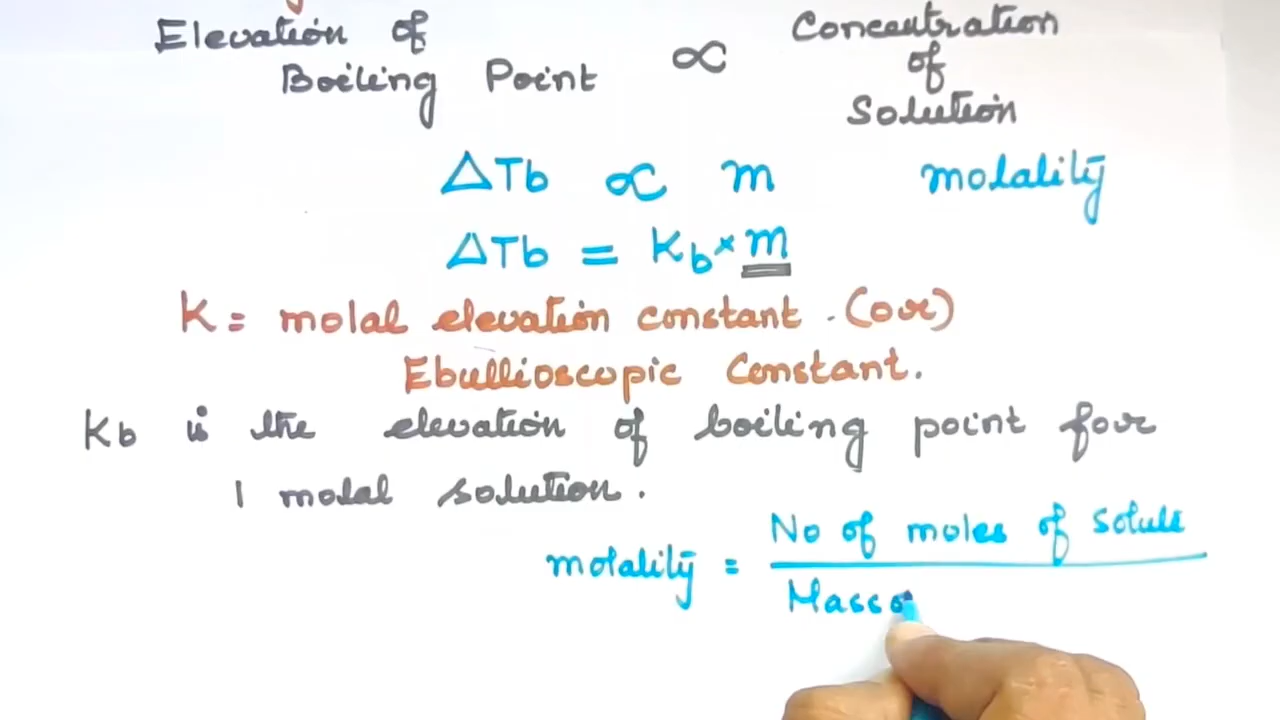 Elevation of
Boiling Point ∝ Concentration
of
Solution
ΔTb ∝ m molality
ΔTb = Kb × m
K = molal elevation constant. (or)
Ebullioscopic Constant.
Kb is the elevation of boiling point for
1 molal solution.
molality = No of moles of solute
Mass o